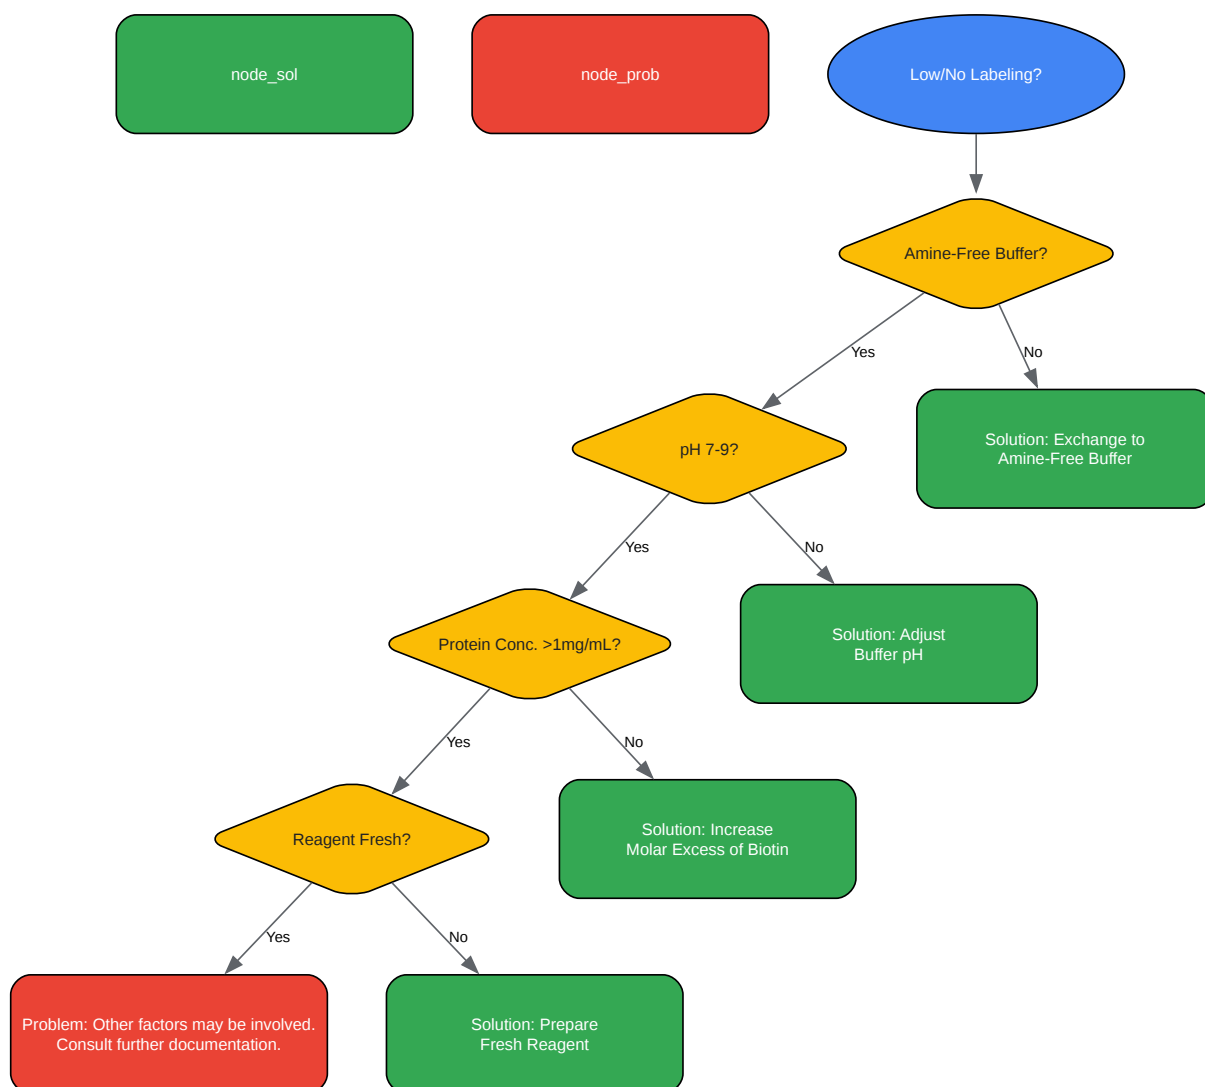 node_sol
node_prob
Low/No Labeling?
Amine-Free Buffer?
Yes
No
pH 7-9?
Solution: Exchange to
Amine-Free Buffer
Yes
No
Protein Conc. >1mg/mL?
Solution: Adjust
Buffer pH
Yes
No
Reagent Fresh?
Solution: Increase
Molar Excess of Biotin
Yes
No
Problem: Other factors may be involved.
Consult further documentation.
Solution: Prepare
Fresh Reagent